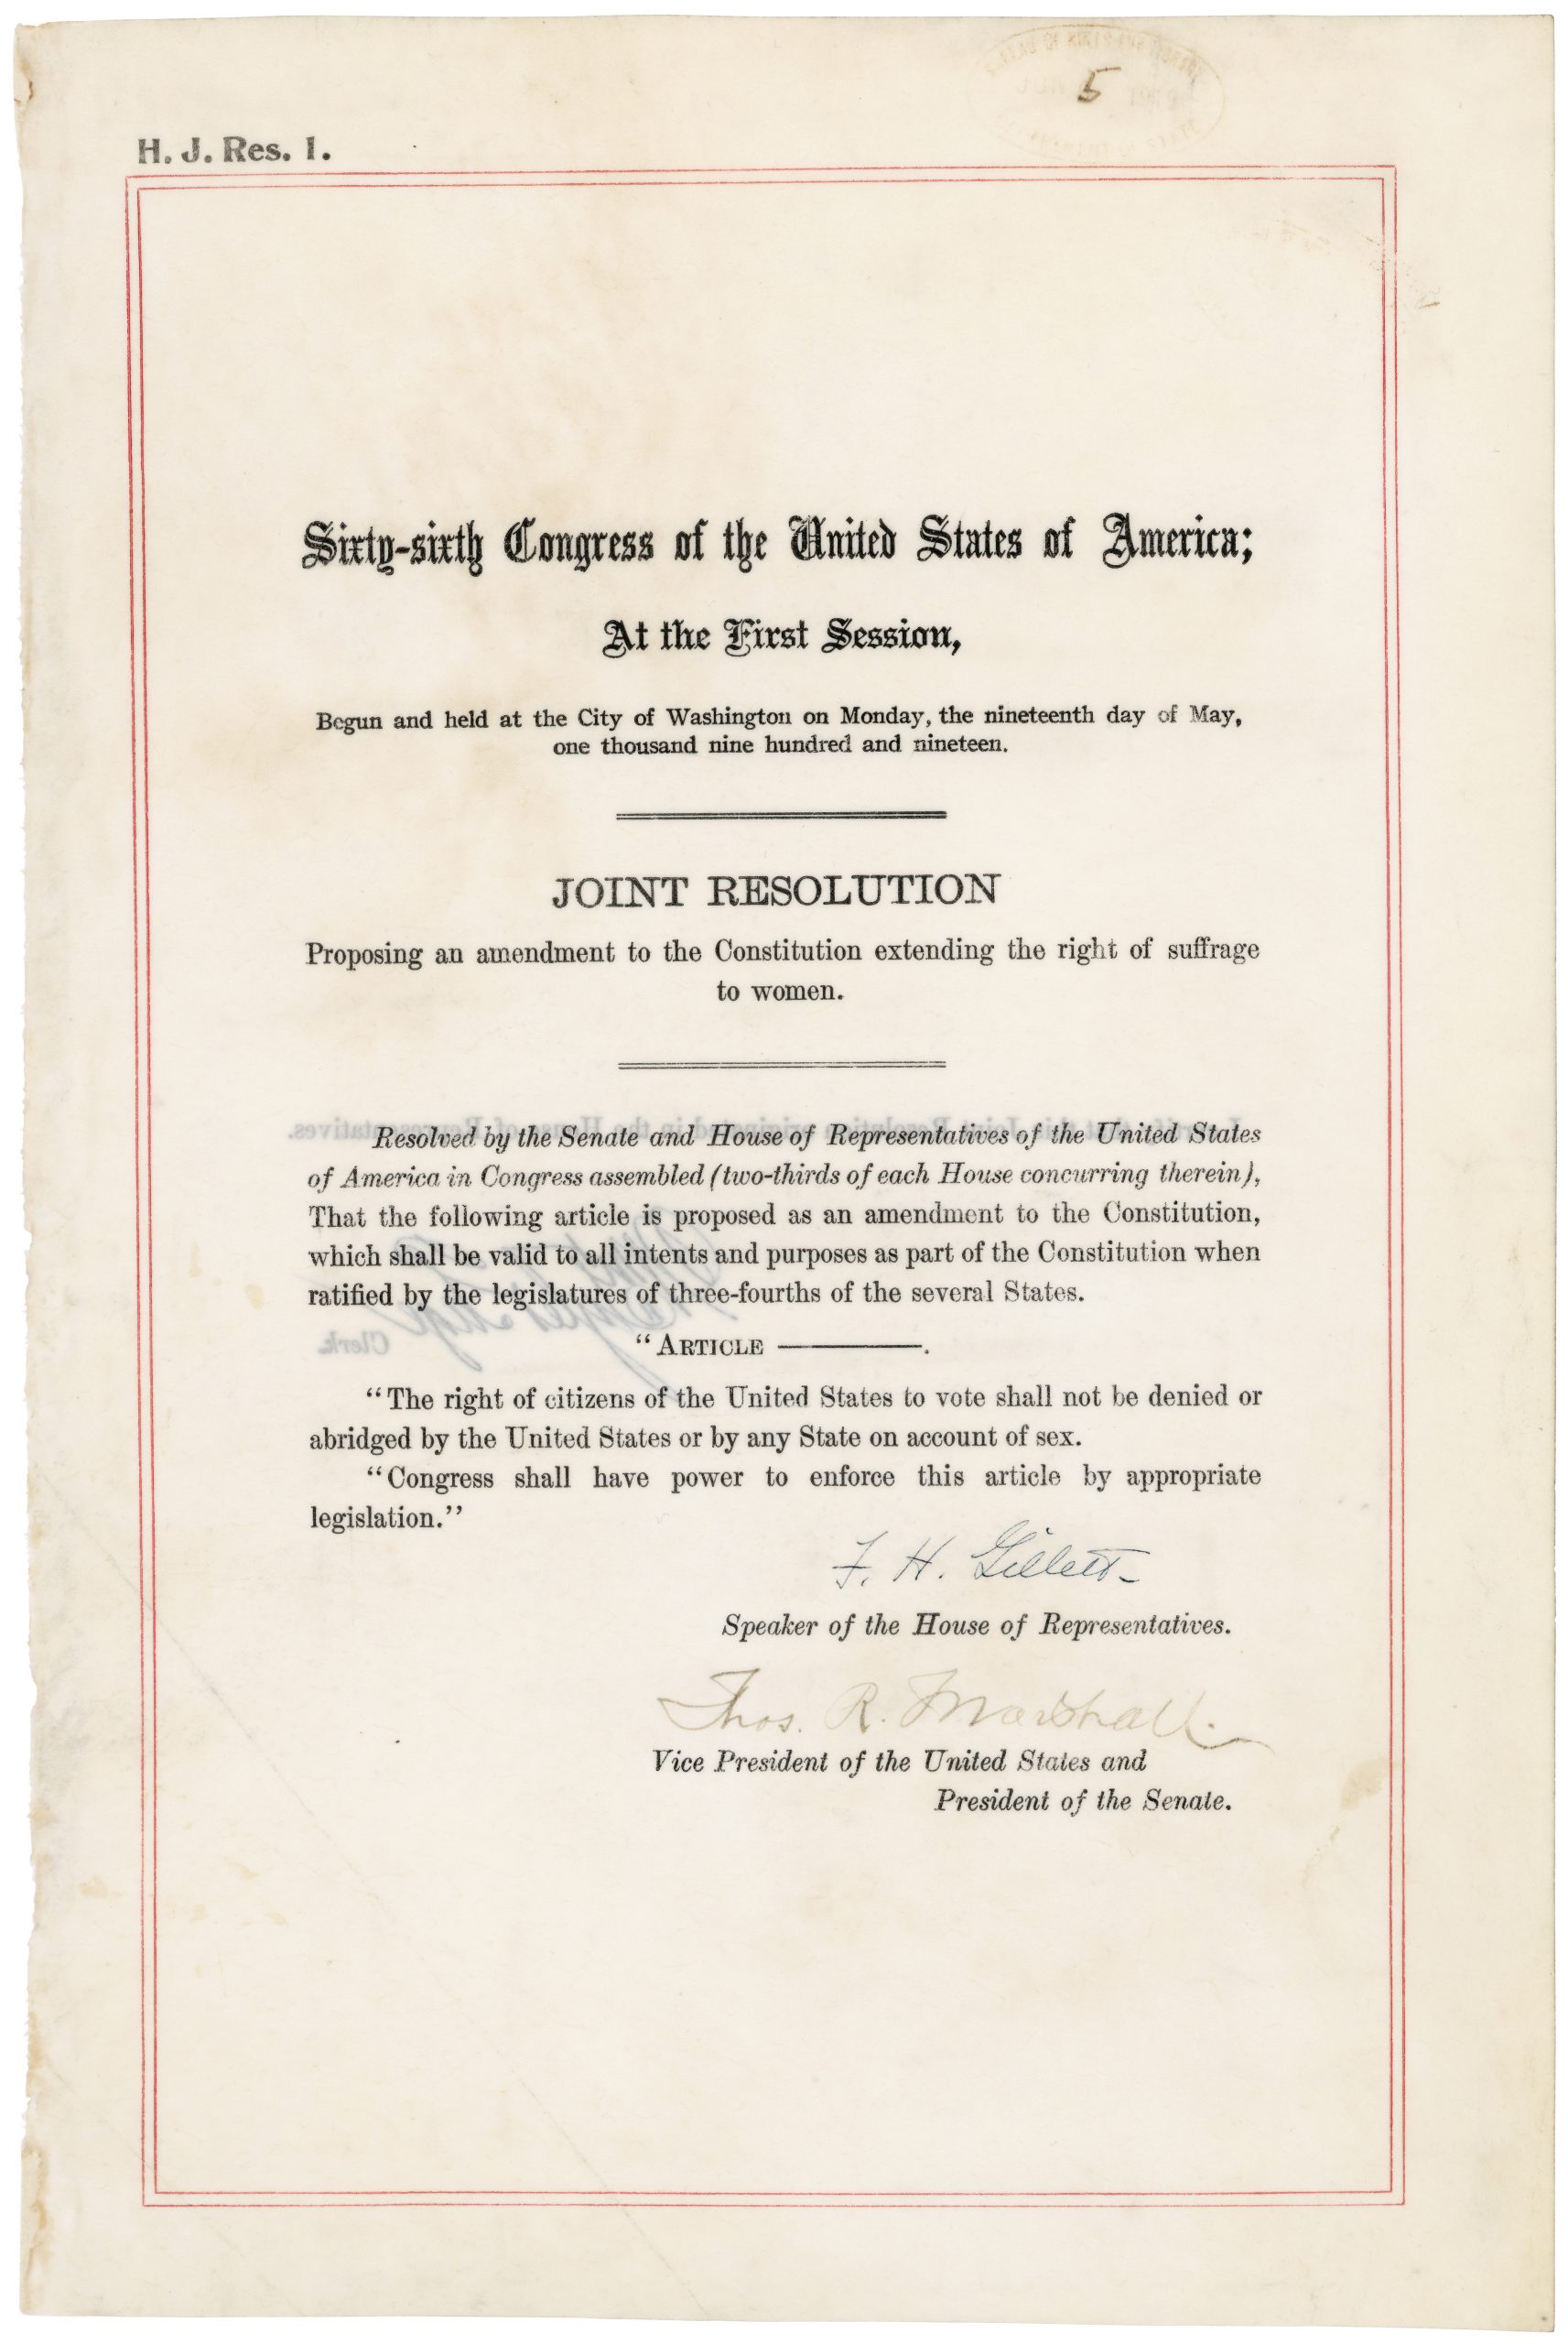 5
H. J. Res. 1.
Sixty-sixth Congress of the United States of America;
At the First Session,
Begun and held at the City of Washington on Monday, the nineteenth day of May,
one thousand nine hundred and nineteen.
JOINT RESOLUTION
Proposing an amendment to the Constitution extending the right of suffrage
to women.
Resolved by the Senate and House of Representatives of the United States
of America in Congress assembled (two-thirds of each House concurring therein),
That the following article is proposed as an amendment to the Constitution,
which shall be valid to all intents and purposes as part of the Constitution when
ratified by the legislatures of three-fourths of the several States.
Clerk.
“ARTICLE ———.
“The right of citizens of the United States to vote shall not be denied or
abridged by the United States or by any State on account of sex.
“Congress shall have power to enforce this article by appropriate
legislation.”
F. H. Gillett
Speaker of the House of Representatives.
Thos. R. Marshall.
Vice President of the United States and
President of the Senate.